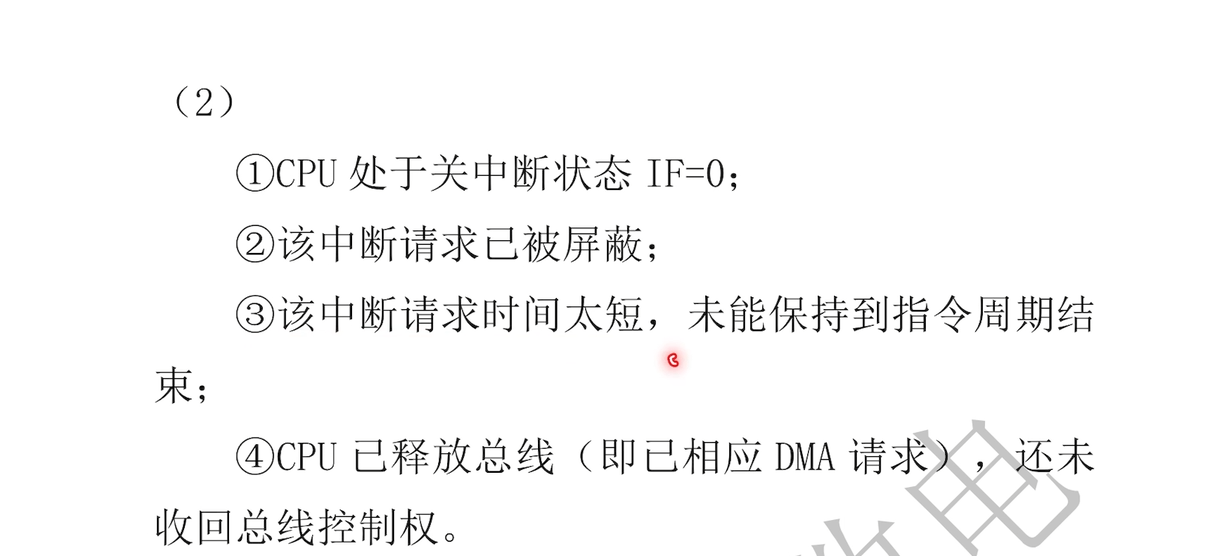 （2）
①CPU 处于关中断状态 IF=0；
②该中断请求已被屏蔽；
③该中断请求时间太短，未能保持到指令周期结
束；
④CPU 已释放总线（即已相应 DMA 请求），还未
收回总线控制权。
电